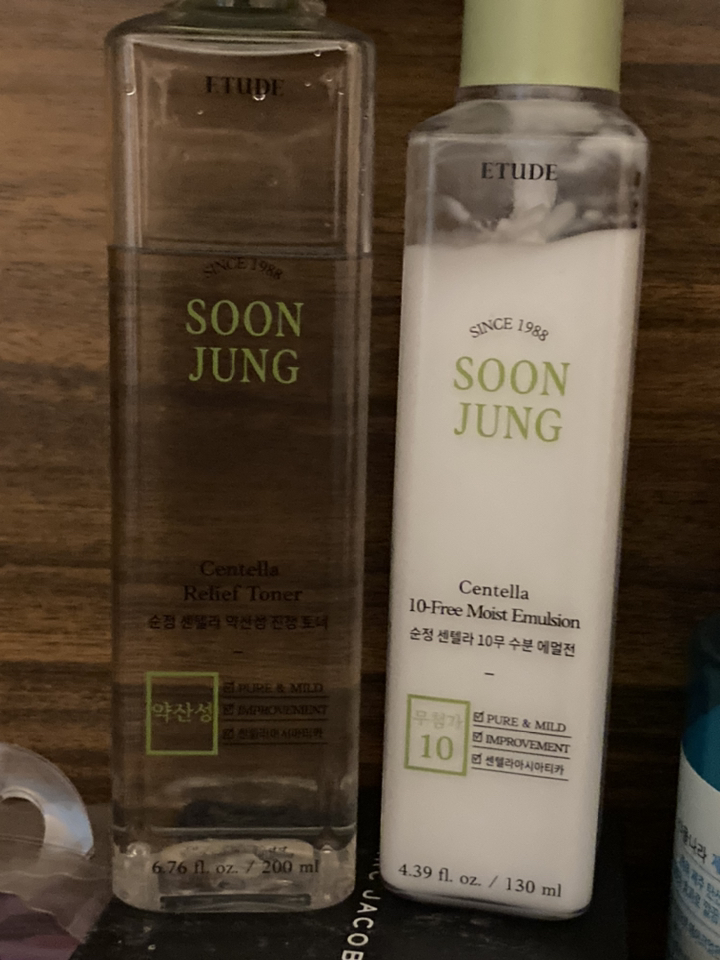 ETUDE
SINCE 1988
SOON
JUNG
Centella
Relief Toner
순정 센텔라 약산성 진정 토너
약산성
PURE & MILD
IMPROVEMENT
센텔라아시아티카
6.76 fl. oz. / 200 ml
ETUDE
SINCE 1988
SOON
JUNG
Centella
10-Free Moist Emulsion
순정 센텔라 10무 수분 에멀전
무첨가
10
PURE & MILD
IMPROVEMENT
센텔라아시아티카
4.39 fl. oz. / 130 ml
JACOB